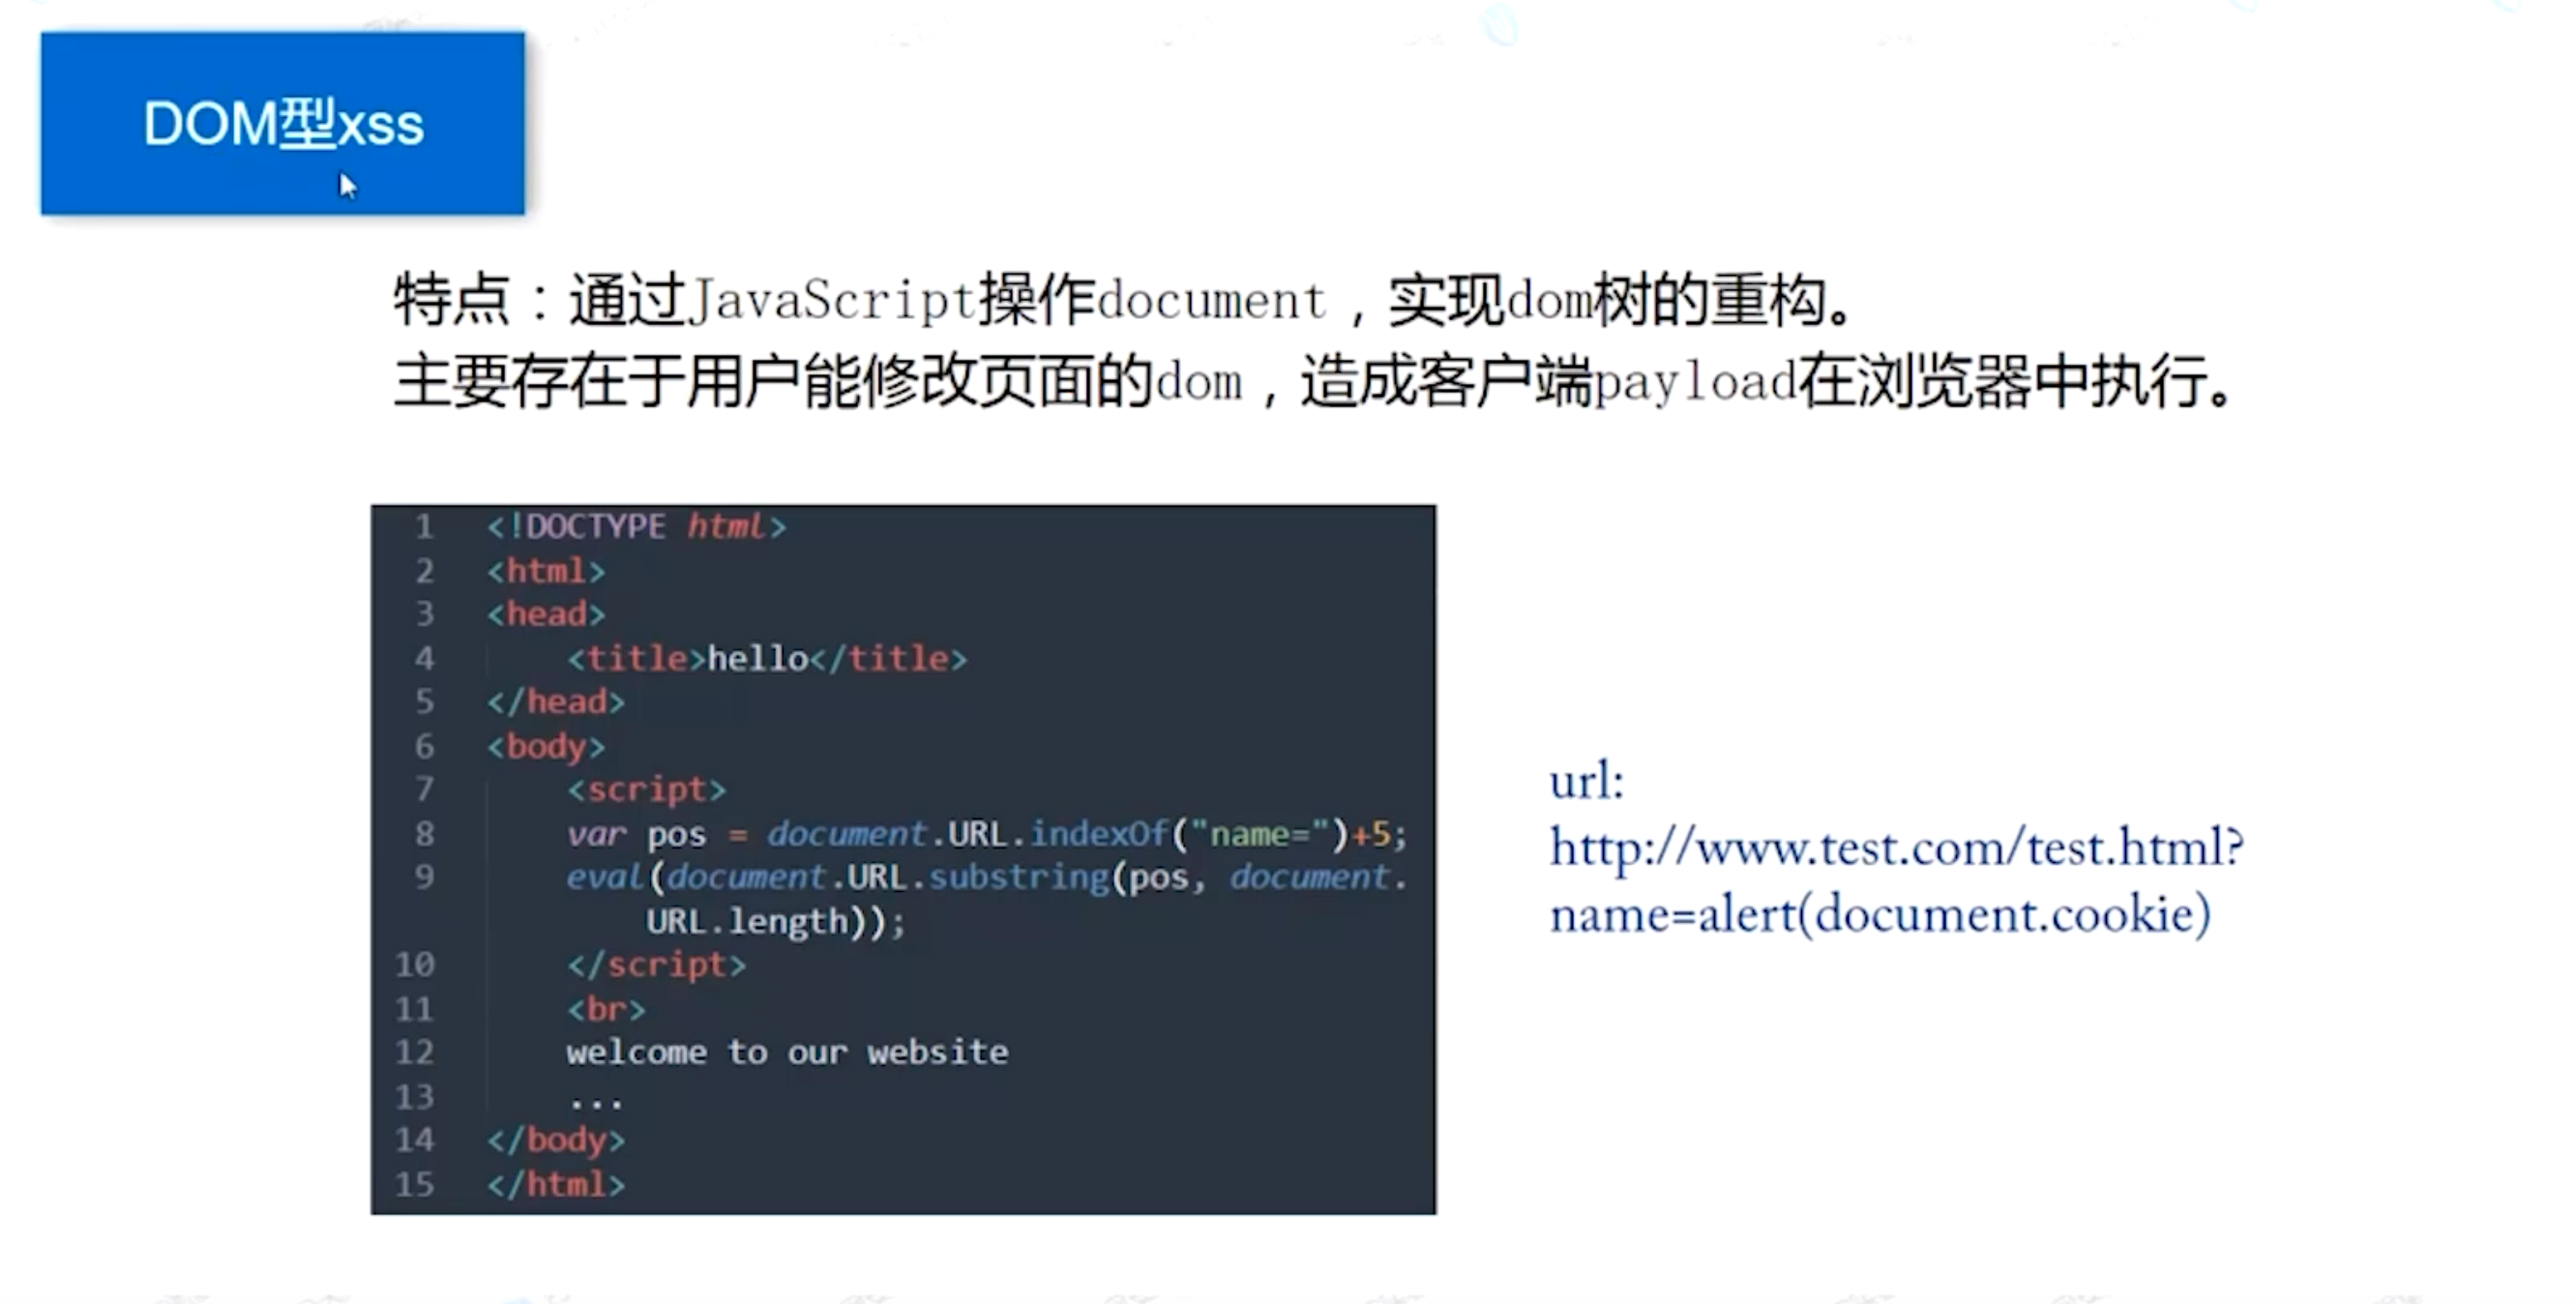 DOM型xss
特点：通过JavaScript操作document，实现dom树的重构。
主要存在于用户能修改页面的dom，造成客户端payload在浏览器中执行。
1 <!DOCTYPE html>
2 <html>
3 <head>
4 <title>hello</title>
5 </head>
6 <body>
7 <script>
8 var pos = document.URL.indexOf("name=")+5;
9 eval(document.URL.substring(pos, document.
URL.length));
10 </script>
11 <br>
12 welcome to our website
13 ...
14 </body>
15 </html>
url:
http://www.test.com/test.html?
name=alert(document.cookie)